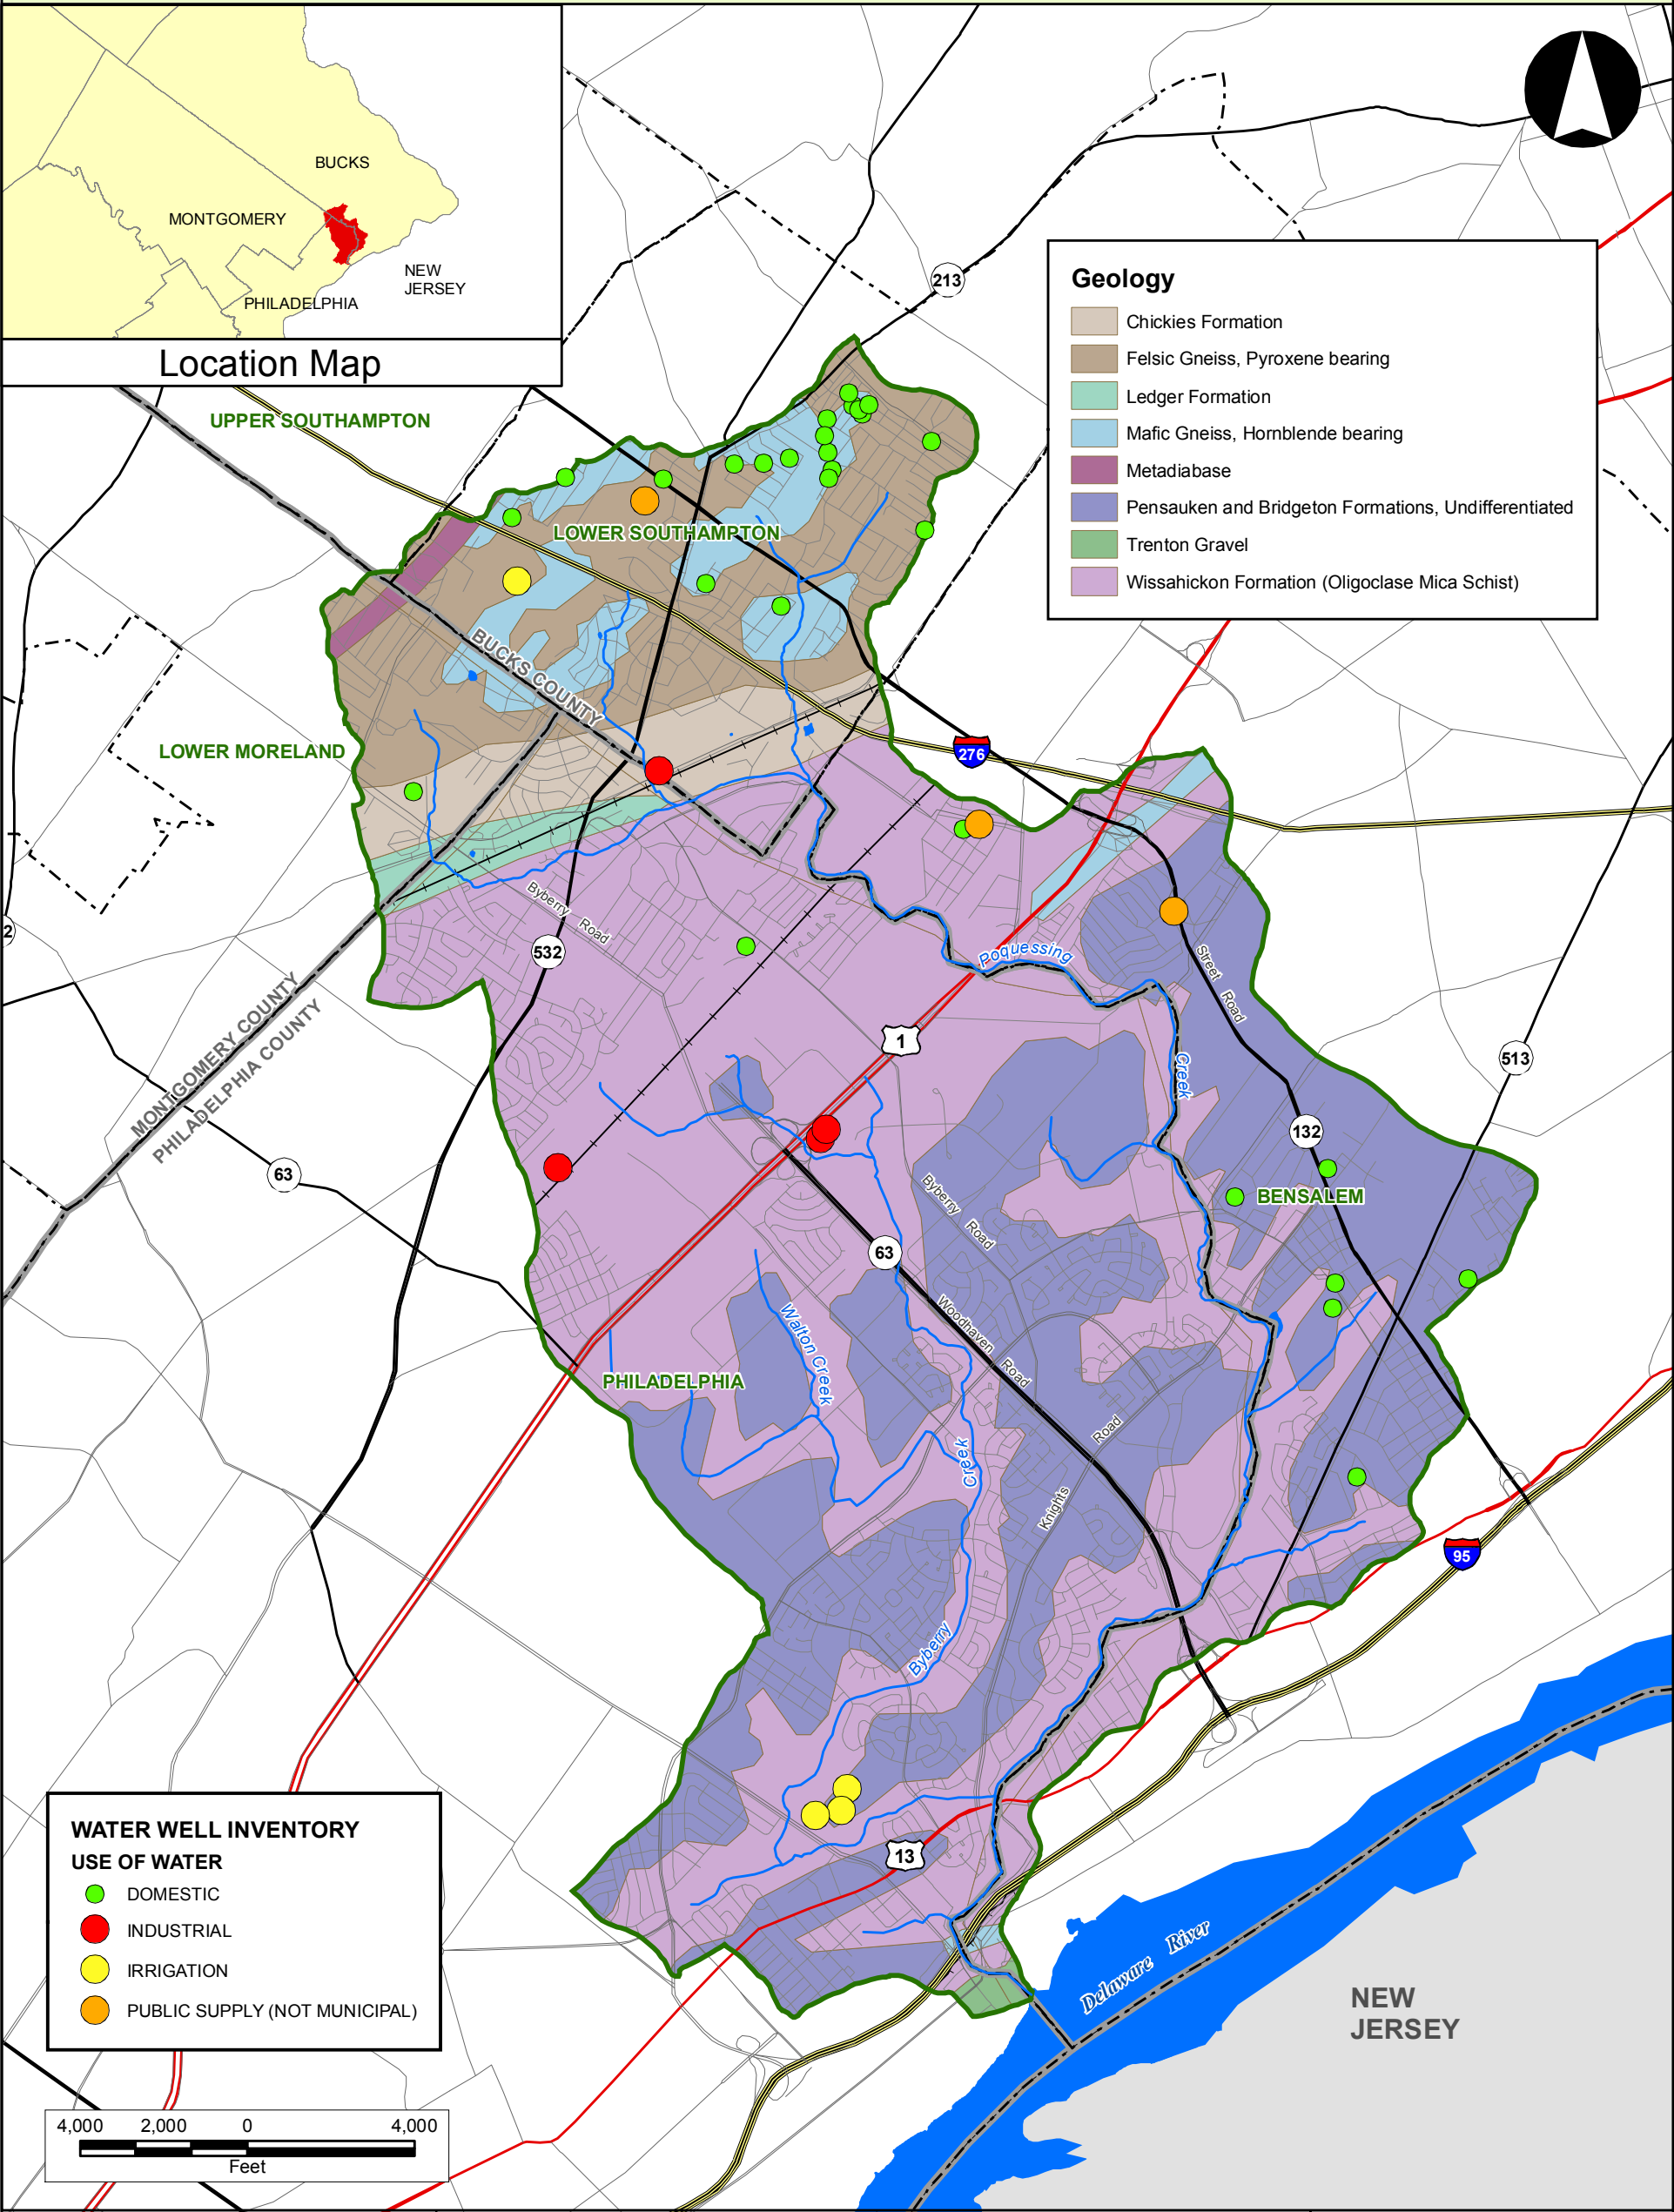 BUCKS
MONTGOMERY
NEW
JERSEY
PHILADELPHIA
Location Map
213
Geology
Chickies Formation
Felsic Gneiss, Pyroxene bearing
Ledger Formation
Mafic Gneiss, Hornblende bearing
Metadiabase
Pensauken and Bridgeton Formations, Undifferentiated
Trenton Gravel
Wissahickon Formation (Oligoclase Mica Schist)
UPPER SOUTHAMPTON
LOWER SOUTHAMPTON
BUCKS COUNTY
LOWER MORELAND
276
Byberry Road
2
532
Poquessing
Street Road
MONTGOMERY COUNTY
PHILADELPHIA COUNTY
1
Creek
513
132
63
Byberry Road
BENSALEM
63
Woodhaven Road
Walton Creek
PHILADELPHIA
Knights Road
Creek
95
Byberry
13
WATER WELL INVENTORY
USE OF WATER
DOMESTIC
INDUSTRIAL
IRRIGATION
PUBLIC SUPPLY (NOT MUNICIPAL)
Delaware River
NEW
JERSEY
4,000 2,000 0 4,000
Feet